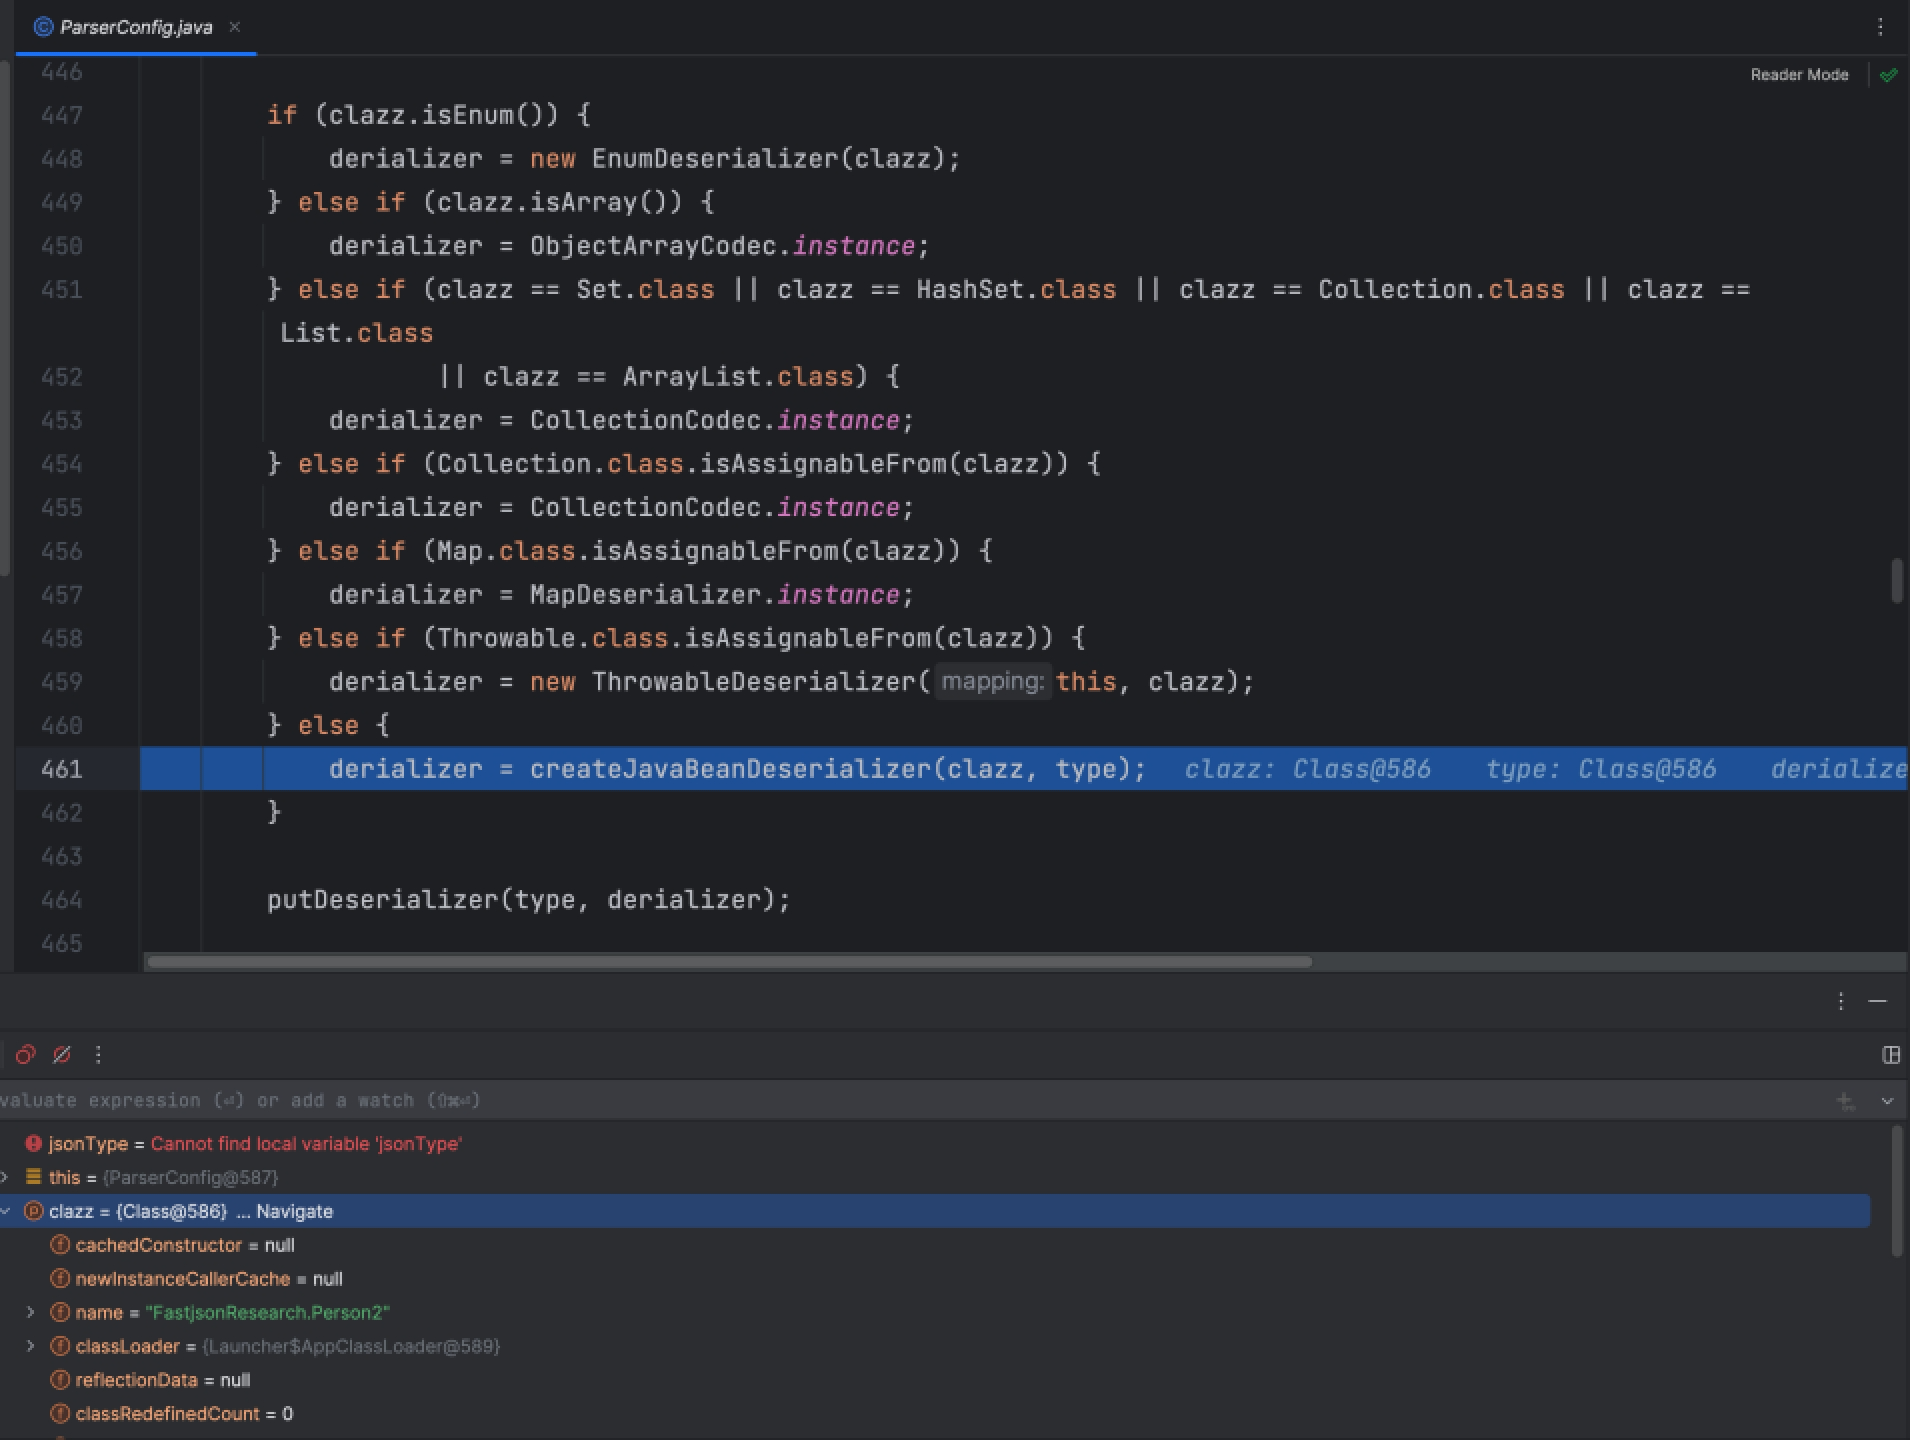 ParserConfig.java
Reader Mode
446
447 if (clazz.isEnum()) {
448 derializer = new EnumDeserializer(clazz);
449 } else if (clazz.isArray()) {
450 derializer = ObjectArrayCodec.instance;
451 } else if (clazz == Set.class || clazz == HashSet.class || clazz == Collection.class || clazz ==
List.class
452 || clazz == ArrayList.class) {
453 derializer = CollectionCodec.instance;
454 } else if (Collection.class.isAssignableFrom(clazz)) {
455 derializer = CollectionCodec.instance;
456 } else if (Map.class.isAssignableFrom(clazz)) {
457 derializer = MapDeserializer.instance;
458 } else if (Throwable.class.isAssignableFrom(clazz)) {
459 derializer = new ThrowableDeserializer( mapping: this, clazz);
460 } else {
461 derializer = createJavaBeanDeserializer(clazz, type); clazz: Class@586 type: Class@586 derialize
462 }
463
464 putDeserializer(type, derializer);
465
valuate expression (⏎) or add a watch (⇧⌘⏎)
jsonType = Cannot find local variable 'jsonType'
this = {ParserConfig@587}
clazz = {Class@586} ... Navigate
cachedConstructor = null
newInstanceCallerCache = null
name = "FastjsonResearch.Person2"
classLoader = {Launcher$AppClassLoader@589}
reflectionData = null
classRedefinedCount = 0